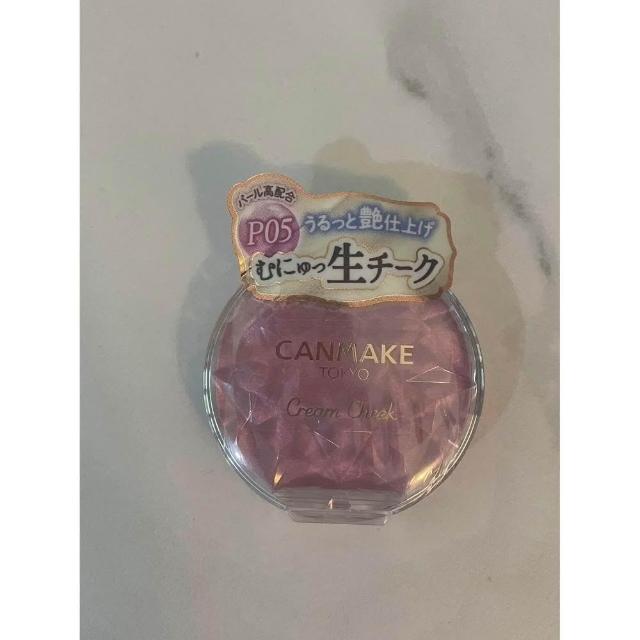 パール高配合
P05
うるっと艶仕上げ
むにゅっ生チーク
CANMAKE
TOKYO
Cream Cheek